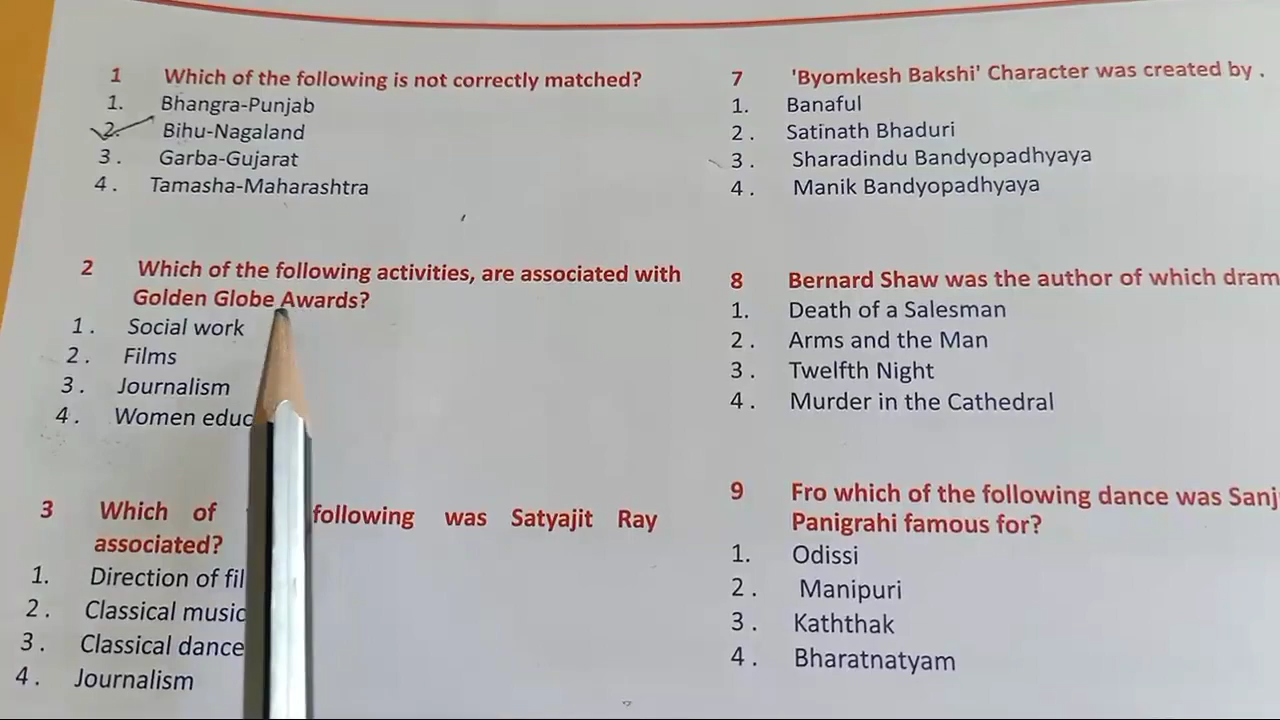 1 Which of the following is not correctly matched?
1. Bhangra-Punjab
2. Bihu-Nagaland
3. Garba-Gujarat
4. Tamasha-Maharashtra
2 Which of the following activities, are associated with
Golden Globe Awards?
1. Social work
2. Films
3. Journalism
4. Women educ
3 Which of following was Satyajit Ray
associated?
1. Direction of fil
2. Classical music
3. Classical dance
4. Journalism
7 'Byomkesh Bakshi' Character was created by .
1. Banaful
2. Satinath Bhaduri
3. Sharadindu Bandyopadhyaya
4. Manik Bandyopadhyaya
8 Bernard Shaw was the author of which dram
1. Death of a Salesman
2. Arms and the Man
3. Twelfth Night
4. Murder in the Cathedral
9 Fro which of the following dance was Sanj
Panigrahi famous for?
1. Odissi
2. Manipuri
3. Kaththak
4. Bharatnatyam